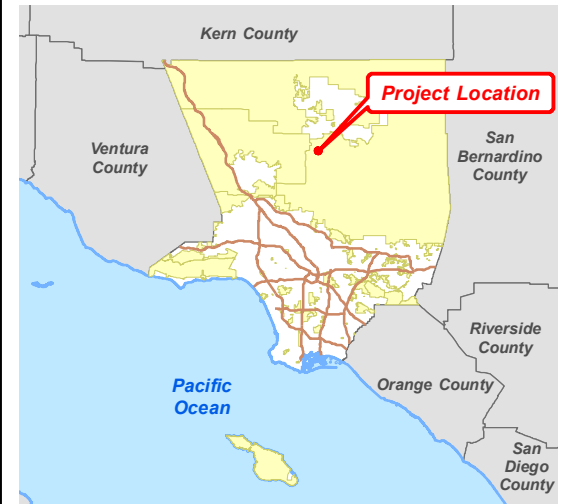 Kern County
Project Location
Ventura
County
San
Bernardino
County
Riverside
County
Pacific
Ocean
Orange County
San
Diego
County